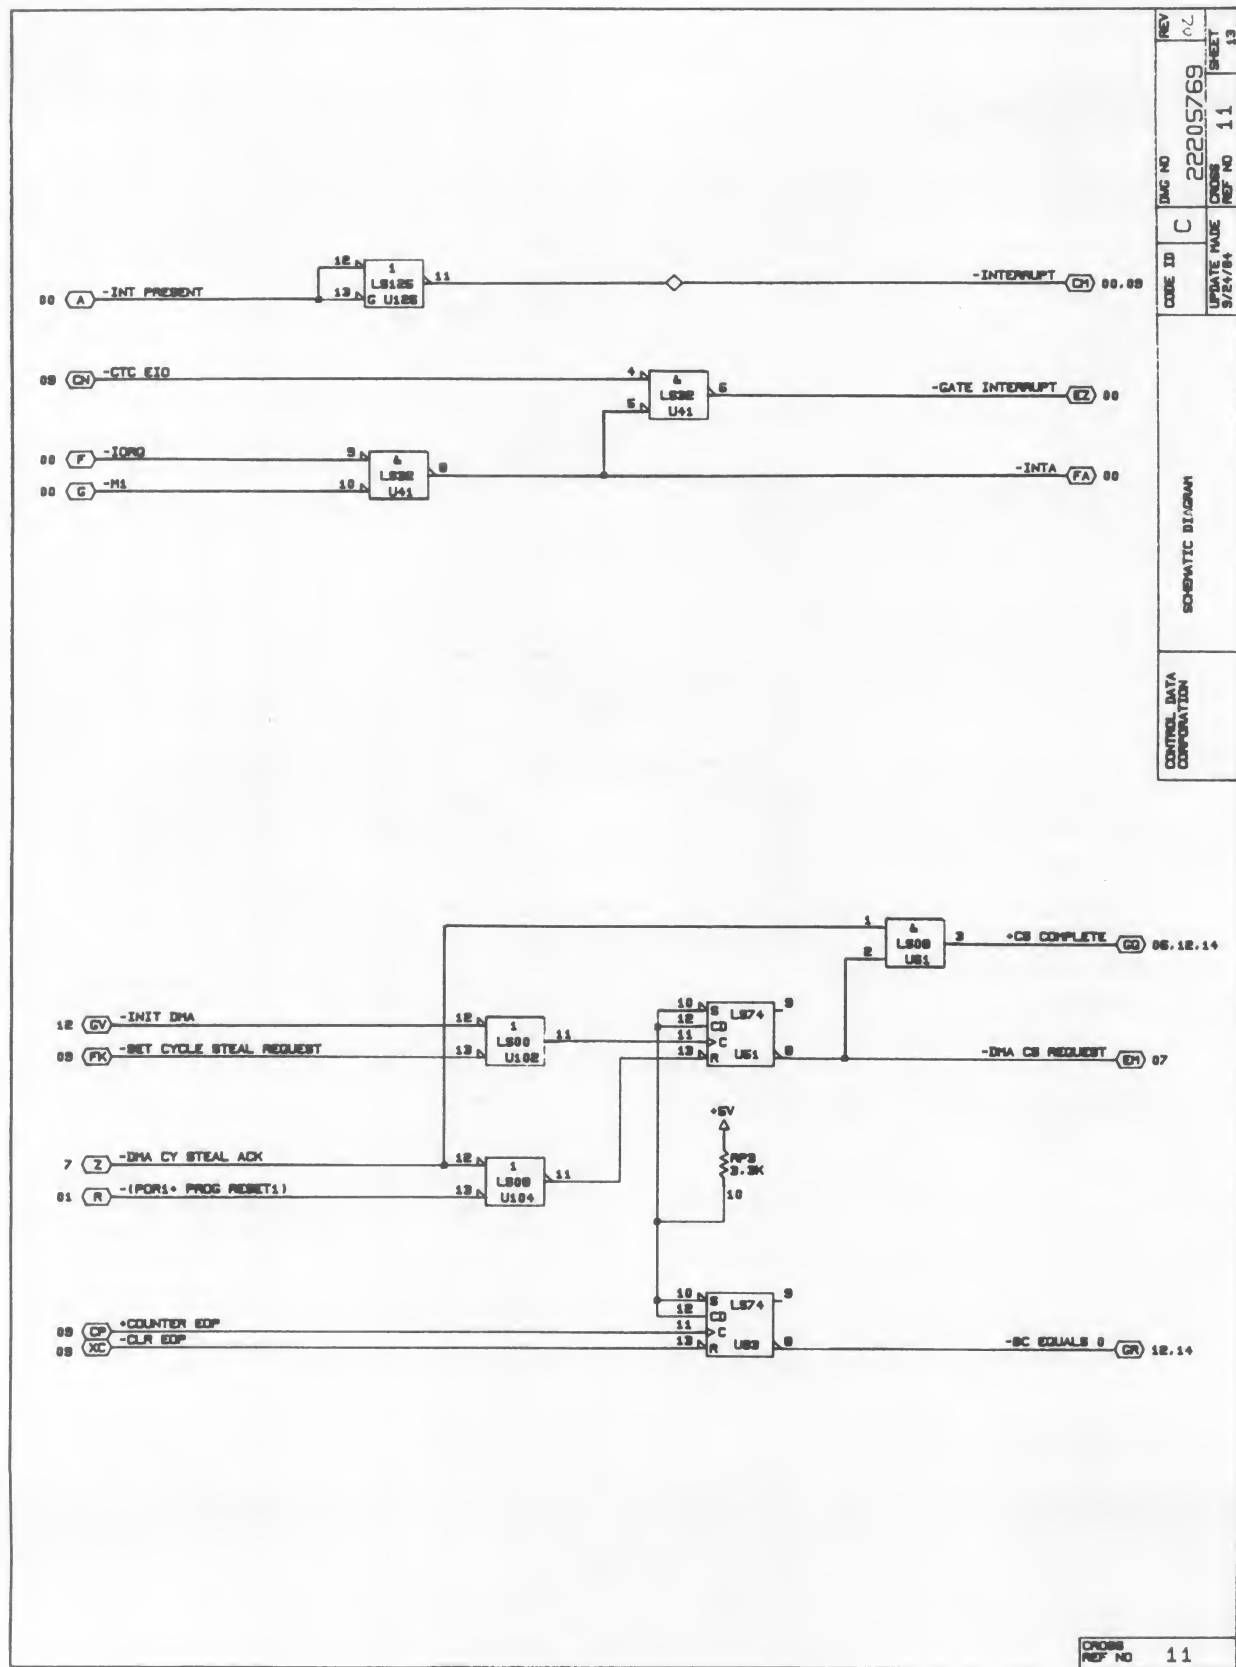 REV
DWG NO
22205769
SHEET
13
CROSS
REF NO
11
CODE ID
C
UPDATE MADE
9/24/84
SCHEMATIC DIAGRAM
CONTROL DATA
CORPORATION
00 A -INT PRESENT
12
13
1
LS125
G U125
11
-INTERRUPT CM 00,09
09 CN -CTC EIO
4
5
&
LS32
U41
6
-GATE INTERRUPT EZ 00
00 F -IORQ
00 G -M1
9
10
&
LS32
U41
8
-INTA FA 00
1
2
&
LS08
3
+CS COMPLETE GQ 06,12,14
12 GV -INIT DMA
09 FK -SET CYCLE STEAL REQUEST
12
13
1
LS00
U102
11
10 S LS74 9
12 CD
11 C
13 R
8
-DMA CS REQUEST EM 07
7 Z -DMA CY STEAL ACK
01 R -(POR1+ PROG RESET1)
12
13
1
LS08
U104
11
+5V
RP3
3.3K
10
09 CP +COUNTER EOP
09 XC -CLR EOP
10 S LS74 9
12 CD
11 C
13 R
8
-BC EQUALS 0 GR 12,14
CROSS
REF NO
11